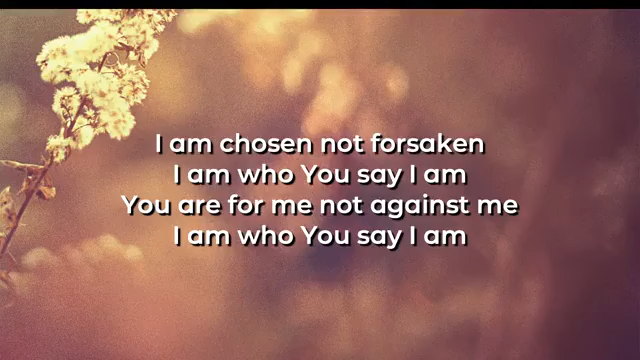 I am chosen not forsaken
I am who You say I am
You are for me not against me
I am who You say I am